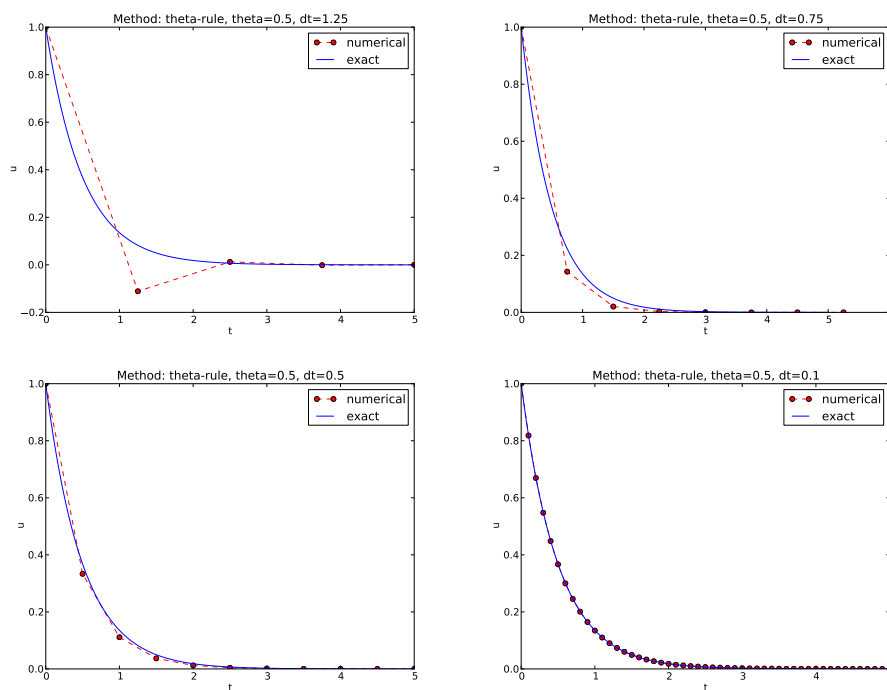 Method: theta-rule, theta=0.5, dt=1.25
numerical
exact
1.0
0.8
0.6
0.4
0.2
0.0
−0.2
u
0 1 2 3 4 5
t
Method: theta-rule, theta=0.5, dt=0.75
numerical
exact
1.0
0.8
0.6
0.4
0.2
0.0
u
0 1 2 3 4 5
t
Method: theta-rule, theta=0.5, dt=0.5
numerical
exact
1.0
0.8
0.6
0.4
0.2
0.0
u
0 1 2 3 4 5
t
Method: theta-rule, theta=0.5, dt=0.1
numerical
exact
1.0
0.8
0.6
0.4
0.2
0.0
u
0 1 2 3 4
t